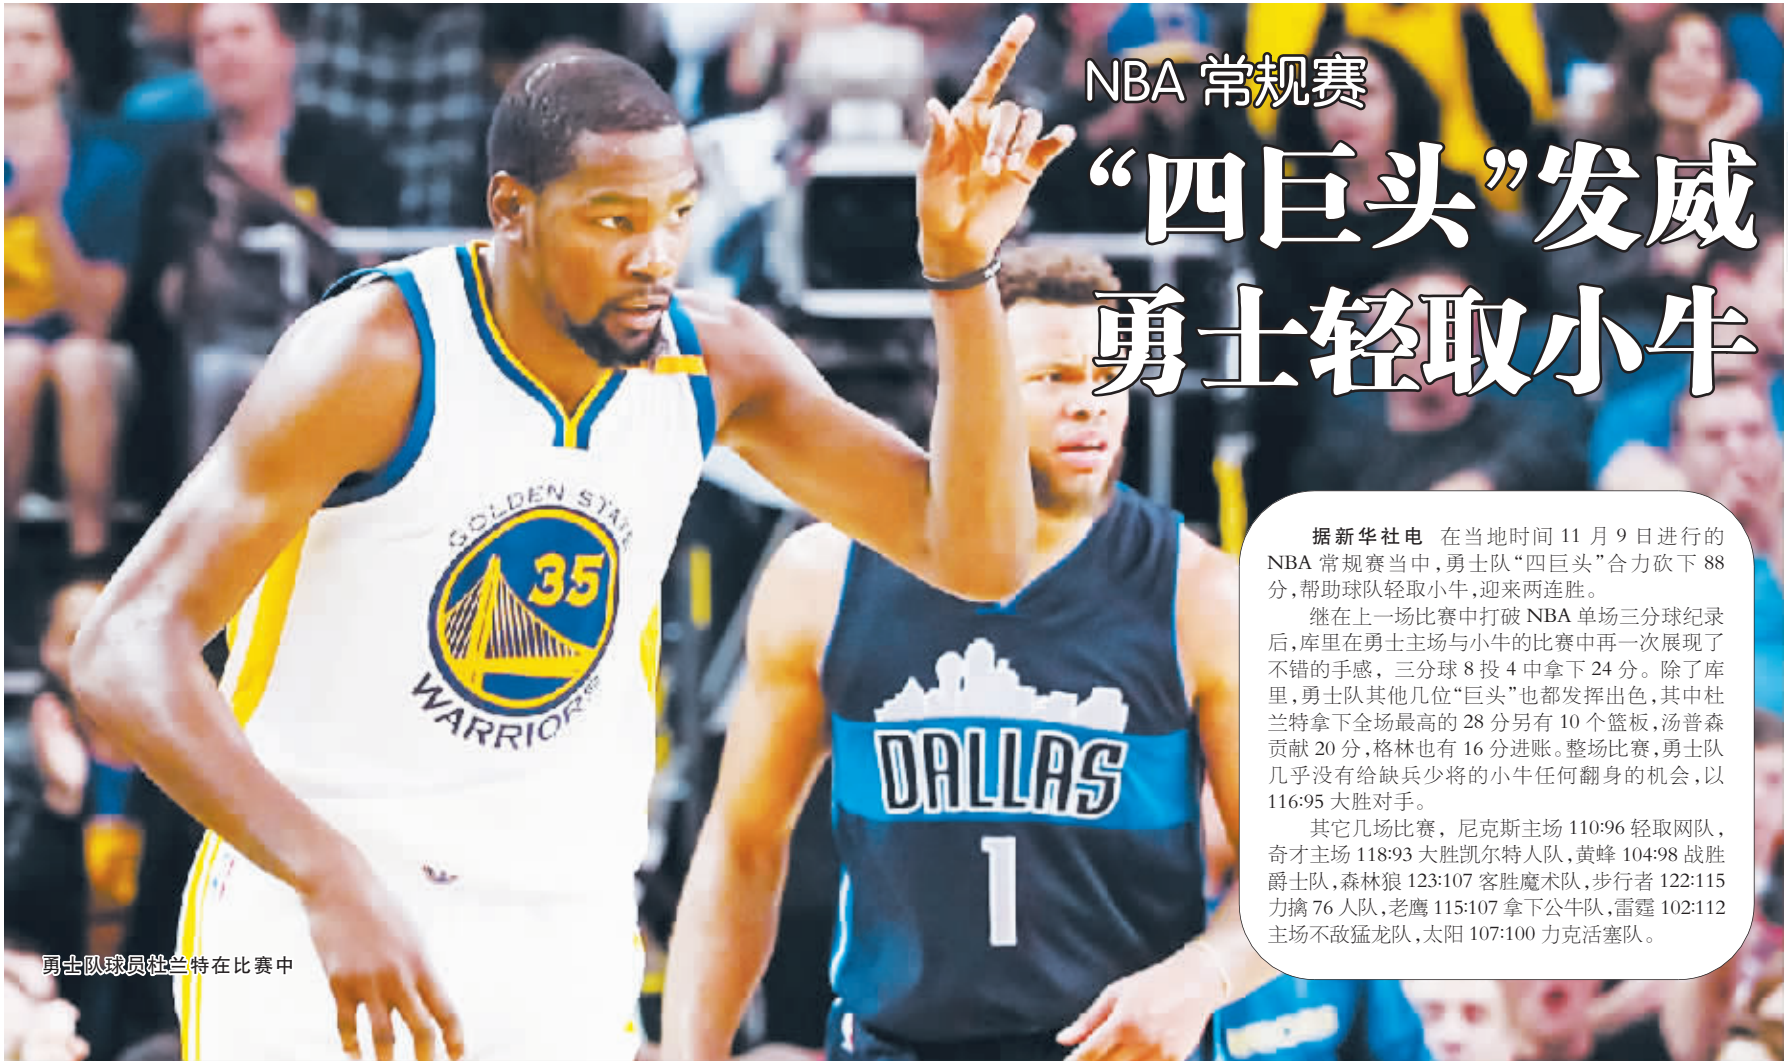 NBA 常规赛
“四巨头”发威
勇士轻取小牛
据新华社电 在当地时间 11 月 9 日进行的
NBA 常规赛当中,勇士队“四巨头”合力砍下 88
分,帮助球队轻取小牛,迎来两连胜。
继在上一场比赛中打破 NBA 单场三分球纪录
后,库里在勇士主场与小牛的比赛中再一次展现了
不错的手感, 三分球 8 投 4 中拿下 24 分。除了库
里,勇士队其他几位“巨头”也都发挥出色,其中杜
兰特拿下全场最高的 28 分另有 10 个篮板,汤普森
贡献 20 分,格林也有 16 分进账。整场比赛,勇士队
几乎没有给缺兵少将的小牛任何翻身的机会,以
116:95 大胜对手。
其它几场比赛, 尼克斯主场 110:96 轻取网队,
奇才主场 118:93 大胜凯尔特人队,黄蜂 104:98 战胜
爵士队,森林狼 123:107 客胜魔术队,步行者 122:115
力擒 76 人队,老鹰 115:107 拿下公牛队,雷霆 102:112
主场不敌猛龙队,太阳 107:100 力克活塞队。
GOLDEN STATE
35
WARRIORS
DALLAS
1
勇士队球员杜兰特在比赛中